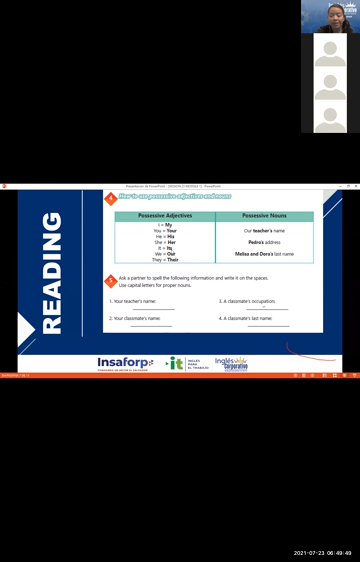 READING
4 How to use possessive adjectives and nouns
Possessive Adjectives
I = My
You = Your
He = His
She = Her
It = Its
We = Our
They = Their
Possessive Nouns
Our teacher's name
Pedro's address
Melisa and Dora's last name
Ask a partner to spell the following information and write it on the spaces.
Use capital letters for proper nouns.
1. Your teacher's name:
2. Your classmate's name:
3. A classmate's occupation:
4. A classmate's last name:
Insaforp
it INGLÉS PARA EL TRABAJO
Inglés Corporativo
2021-07-23 06:49:49